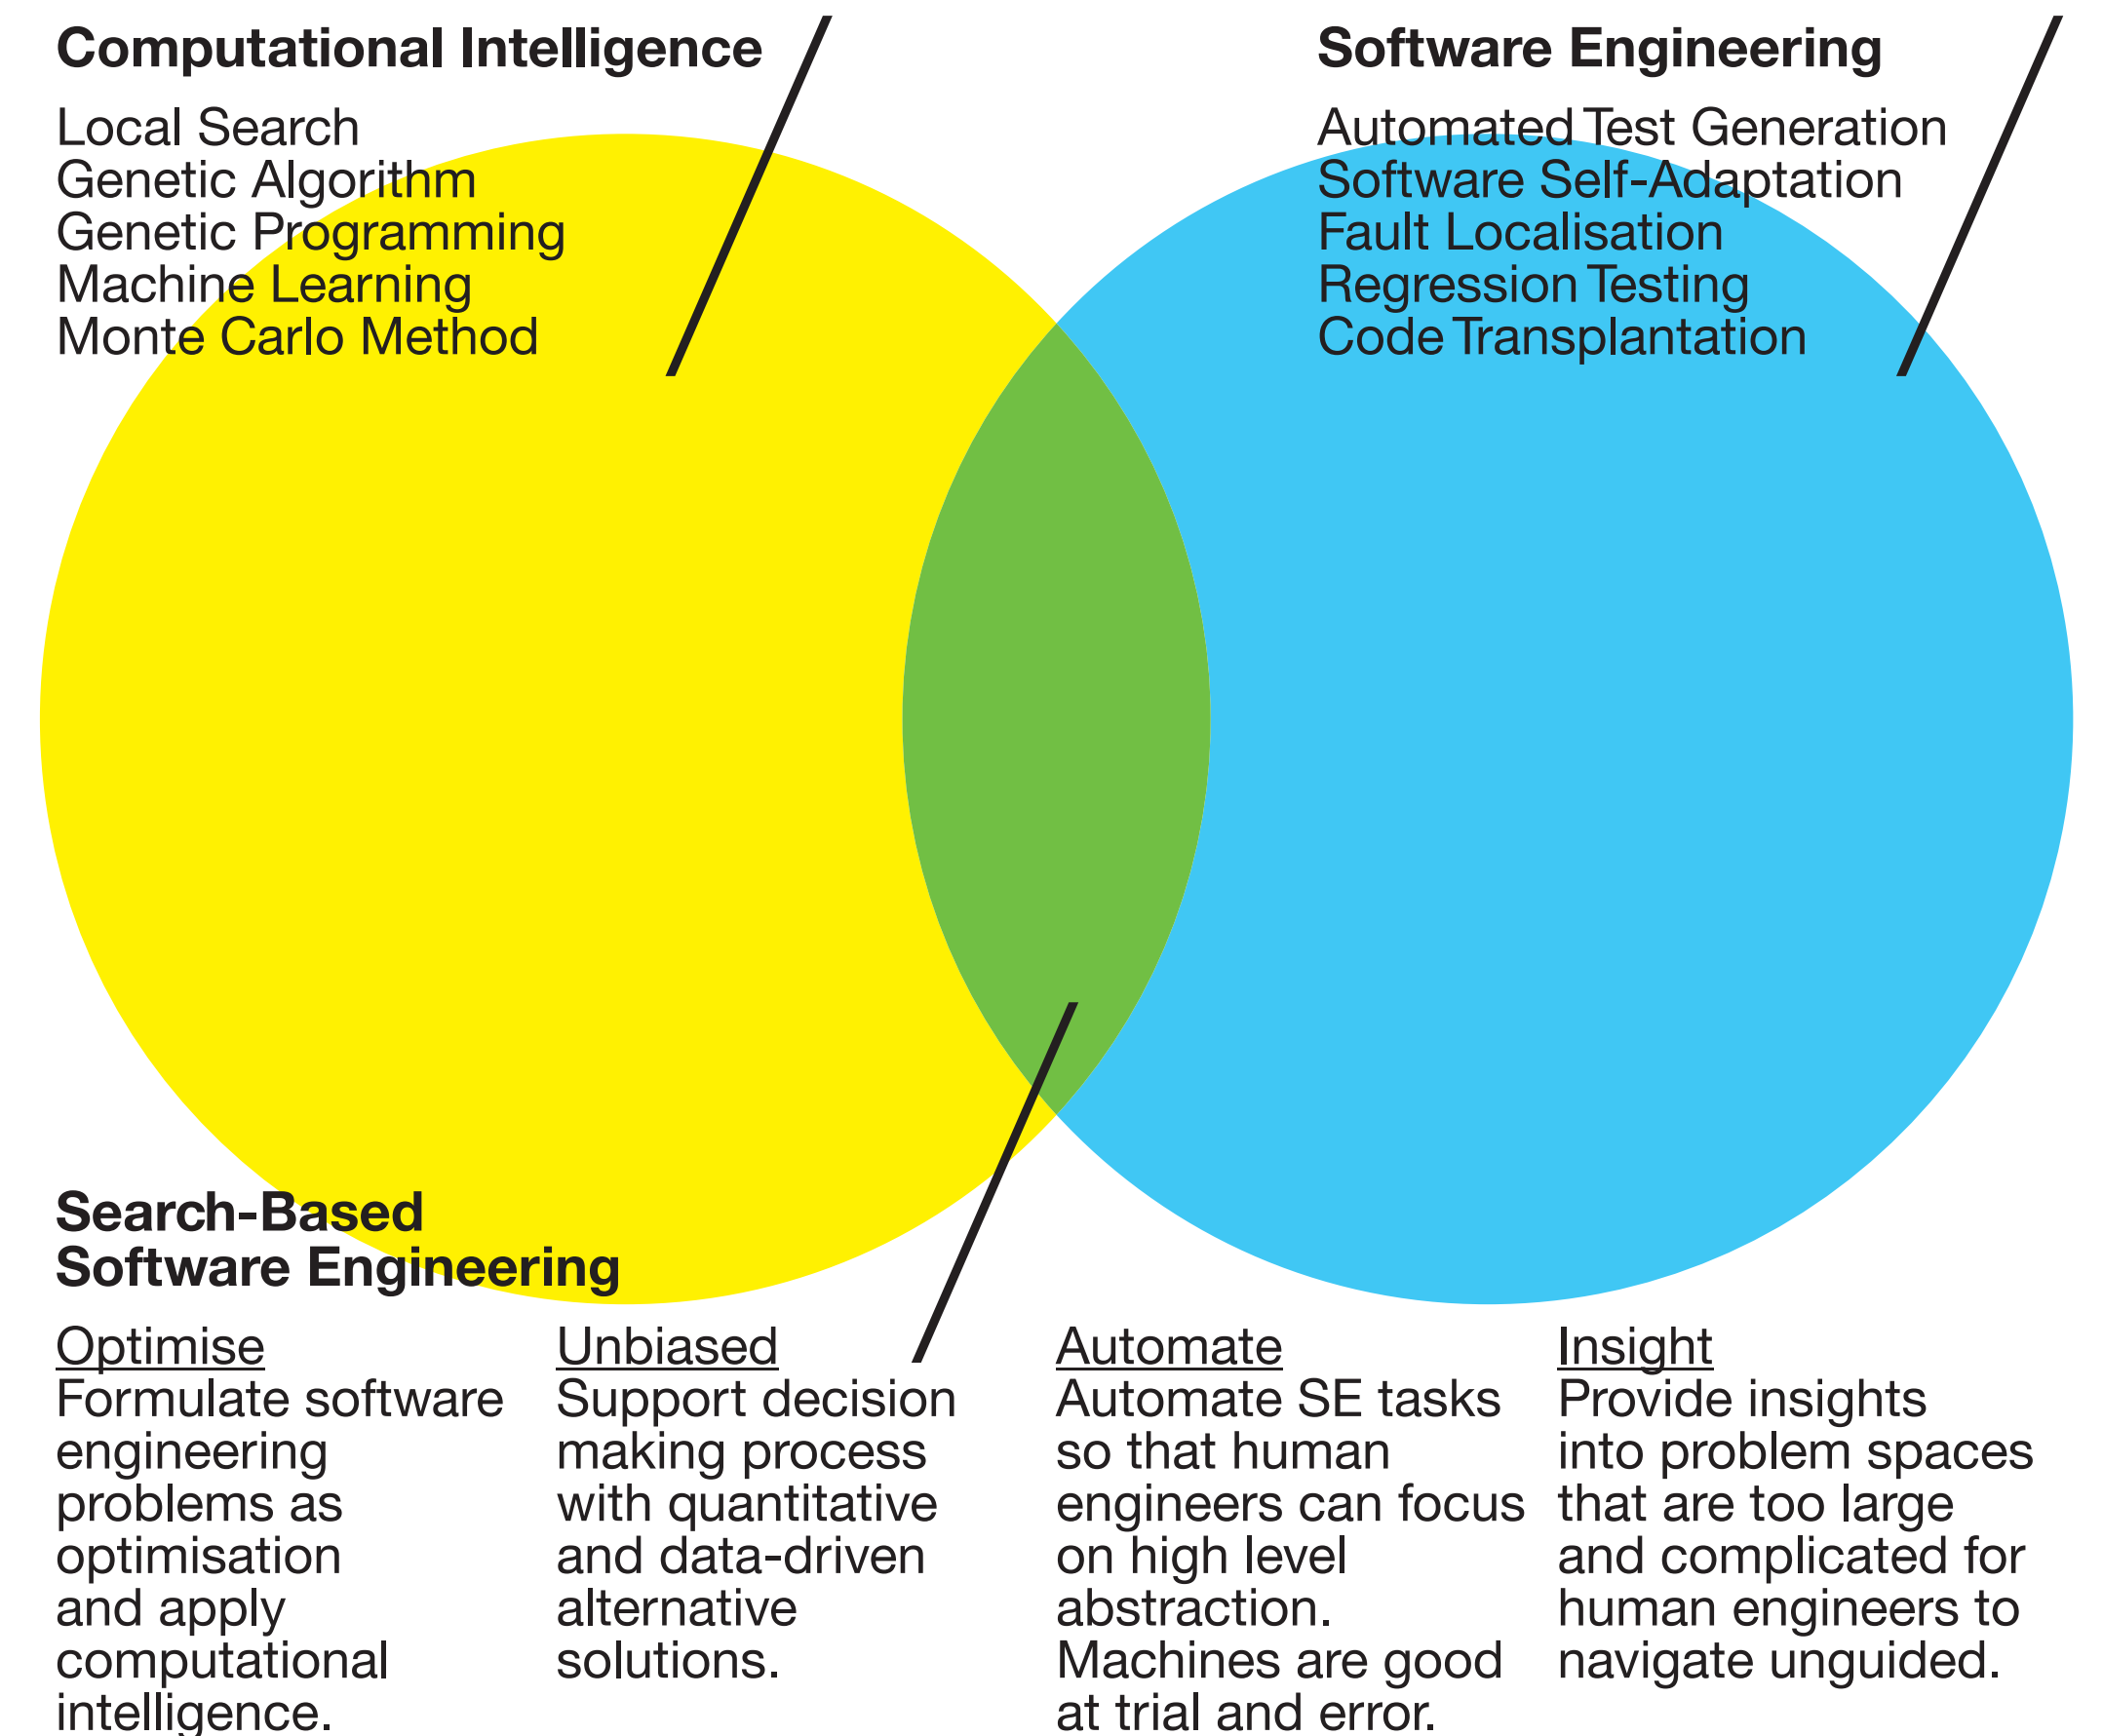 Computational Intelligence
Local Search
Genetic Algorithm
Genetic Programming
Machine Learning
Monte Carlo Method
Software Engineering
Automated Test Generation
Software Self-Adaptation
Fault Localisation
Regression Testing
Code Transplantation
Search-Based
Software Engineering
Optimise
Formulate software
engineering
problems as
optimisation
and apply
computational
intelligence.
Unbiased
Support decision
making process
with quantitative
and data-driven
alternative
solutions.
Automate
Automate SE tasks
so that human
engineers can focus
on high level
abstraction.
Machines are good
at trial and error.
Insight
Provide insights
into problem spaces
that are too large
and complicated for
human engineers to
navigate unguided.